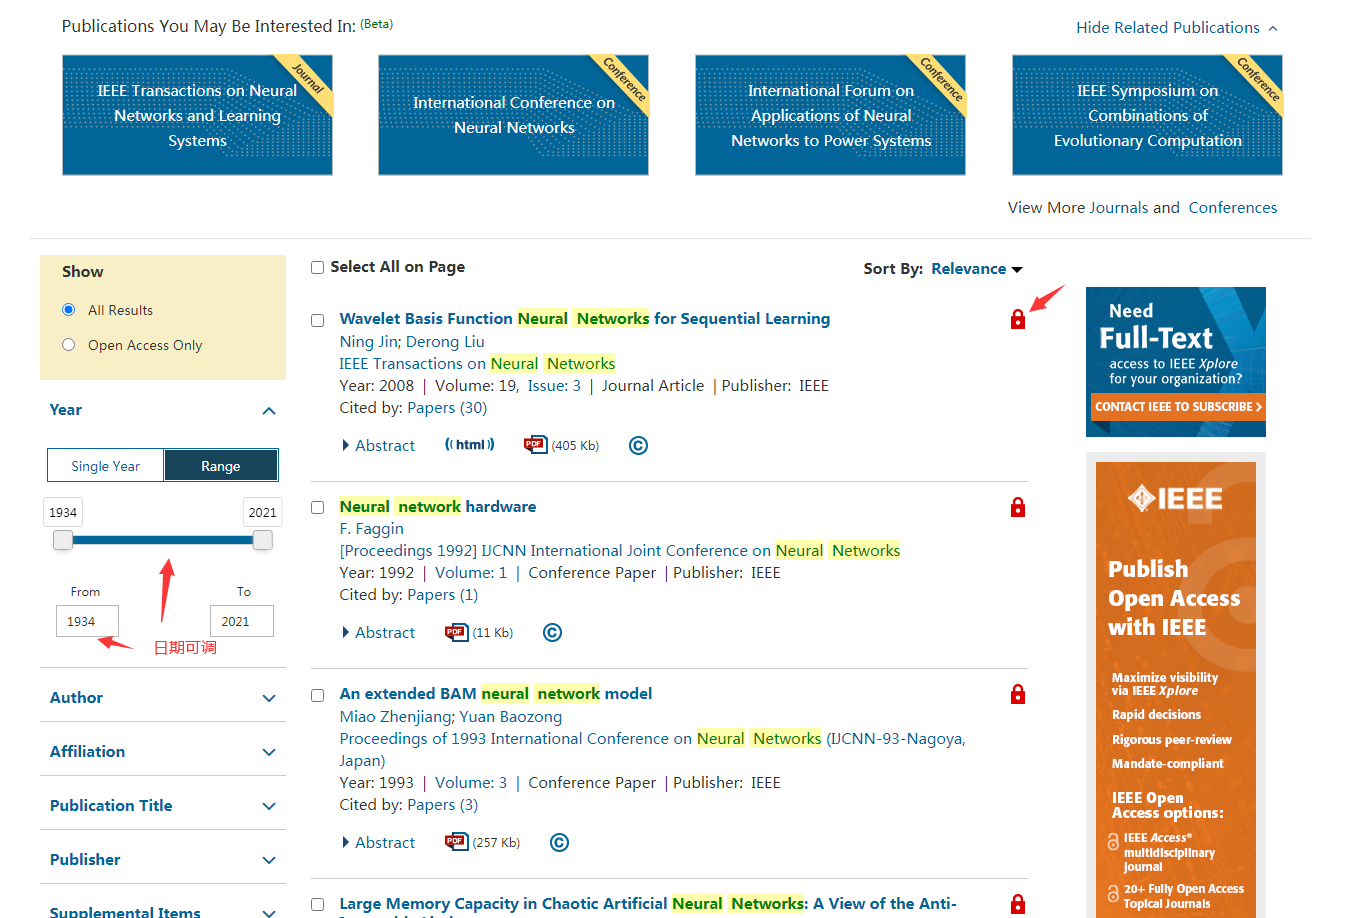 Publications You May Be Interested In: (Beta)
Hide Related Publications
IEEE Transactions on Neural
Networks and Learning
Systems
Journal
International Conference on
Neural Networks
Conference
International Forum on
Applications of Neural
Networks to Power Systems
Conference
IEEE Symposium on
Combinations of
Evolutionary Computation
Conference
View More Journals and Conferences
Show
All Results
Open Access Only
Year
Single Year
Range
1934
2021
From
To
1934
2021
日期可调
Author
Affiliation
Publication Title
Publisher
Supplemental Items
Select All on Page
Sort By: Relevance
Wavelet Basis Function Neural Networks for Sequential Learning
Ning Jin; Derong Liu
IEEE Transactions on Neural Networks
Year: 2008 | Volume: 19, Issue: 3 | Journal Article | Publisher: IEEE
Cited by: Papers (30)
Abstract ((html)) PDF (405 Kb) ©
Neural network hardware
F. Faggin
[Proceedings 1992] IJCNN International Joint Conference on Neural Networks
Year: 1992 | Volume: 1 | Conference Paper | Publisher: IEEE
Cited by: Papers (1)
Abstract PDF (11 Kb) ©
An extended BAM neural network model
Miao Zhenjiang; Yuan Baozong
Proceedings of 1993 International Conference on Neural Networks (IJCNN-93-Nagoya,
Japan)
Year: 1993 | Volume: 3 | Conference Paper | Publisher: IEEE
Cited by: Papers (3)
Abstract PDF (257 Kb) ©
Large Memory Capacity in Chaotic Artificial Neural Networks: A View of the Anti-
Need
Full-Text
access to IEEE Xplore
for your organization?
CONTACT IEEE TO SUBSCRIBE >
IEEE
Publish
Open Access
with IEEE
Maximize visibility
via IEEE Xplore
Rapid decisions
Rigorous peer-review
Mandate-compliant
IEEE Open
Access options:
IEEE Access®
multidisciplinary
journal
20+ Fully Open Access
Topical Journals